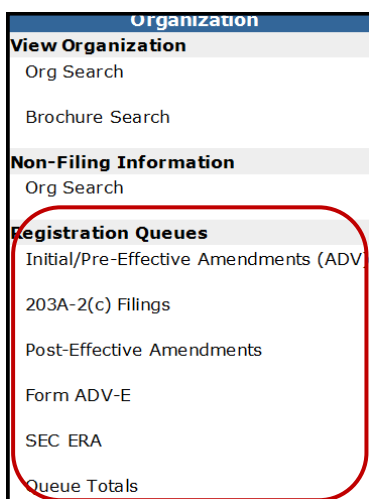 Organization
View Organization
Org Search
Brochure Search
Non-Filing Information
Org Search
Registration Queues
Initial/Pre-Effective Amendments (ADV)
203A-2(c) Filings
Post-Effective Amendments
Form ADV-E
SEC ERA
Queue Totals